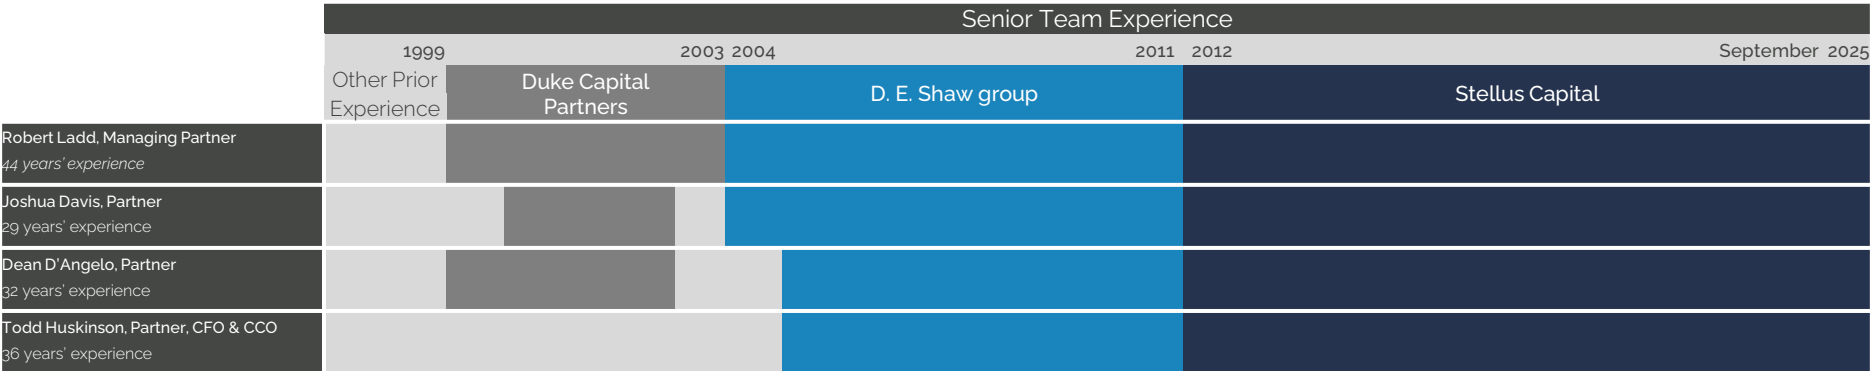 Senior Team Experience
1999 2003 2004 2011 2012 September 2025
Other Prior
Experience
Duke Capital
Partners
D. E. Shaw group
Stellus Capital
Robert Ladd, Managing Partner
44 years’ experience
Joshua Davis, Partner
29 years’ experience
Dean D’Angelo, Partner
32 years’ experience
Todd Huskinson, Partner, CFO & CCO
36 years’ experience